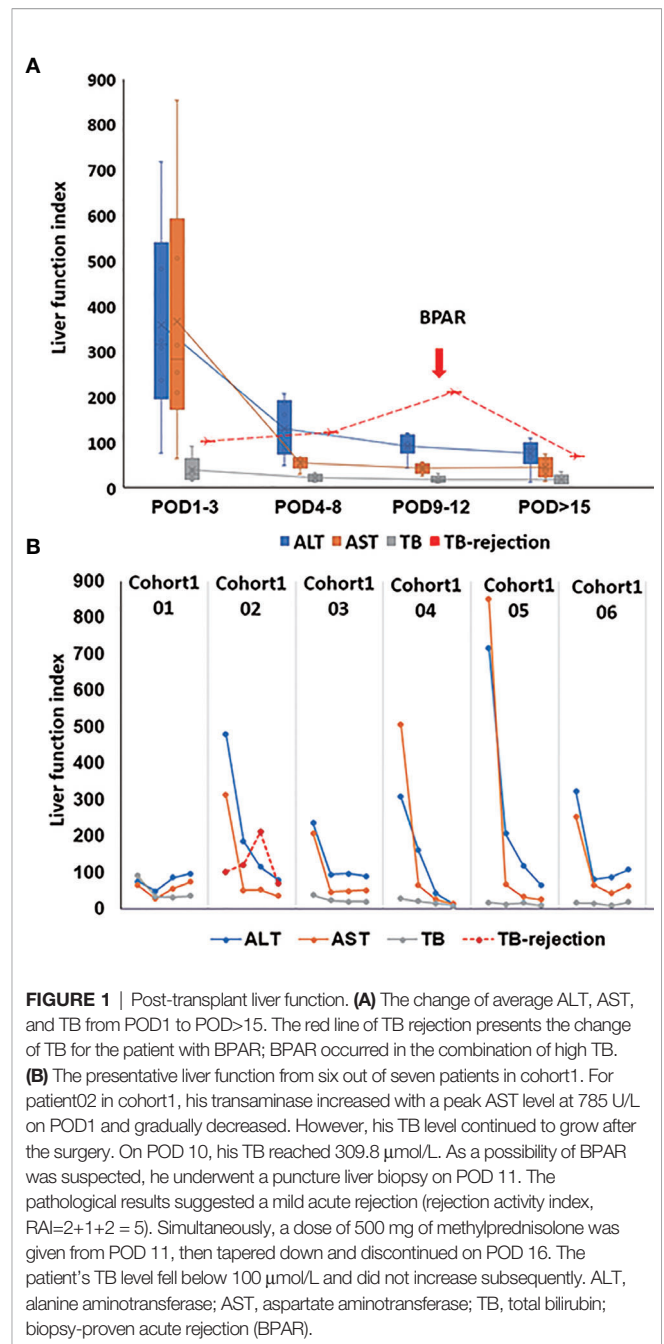 A
900
800
700
600
500
400
300
200
100
0
Liver function index
BPAR
POD1-3 POD4-8 POD9-12 POD>15
ALT AST TB TB-rejection
B
900
800
700
600
500
400
300
200
100
0
Liver function index
Cohort1 Cohort1 Cohort1 Cohort1 Cohort1 Cohort1
01 02 03 04 05 06
ALT AST TB TB-rejection
FIGURE 1 | Post-transplant liver function. (A) The change of average ALT, AST,
and TB from POD1 to POD>15. The red line of TB rejection presents the change
of TB for the patient with BPAR; BPAR occurred in the combination of high TB.
(B) The presentative liver function from six out of seven patients in cohort1. For
patient02 in cohort1, his transaminase increased with a peak AST level at 785 U/L
on POD1 and gradually decreased. However, his TB level continued to grow after
the surgery. On POD 10, his TB reached 309.8 μmol/L. As a possibility of BPAR
was suspected, he underwent a puncture liver biopsy on POD 11. The
pathological results suggested a mild acute rejection (rejection activity index,
RAI=2+1+2 = 5). Simultaneously, a dose of 500 mg of methylprednisolone was
given from POD 11, then tapered down and discontinued on POD 16. The
patient's TB level fell below 100 μmol/L and did not increase subsequently. ALT,
alanine aminotransferase; AST, aspartate aminotransferase; TB, total bilirubin;
biopsy-proven acute rejection (BPAR).